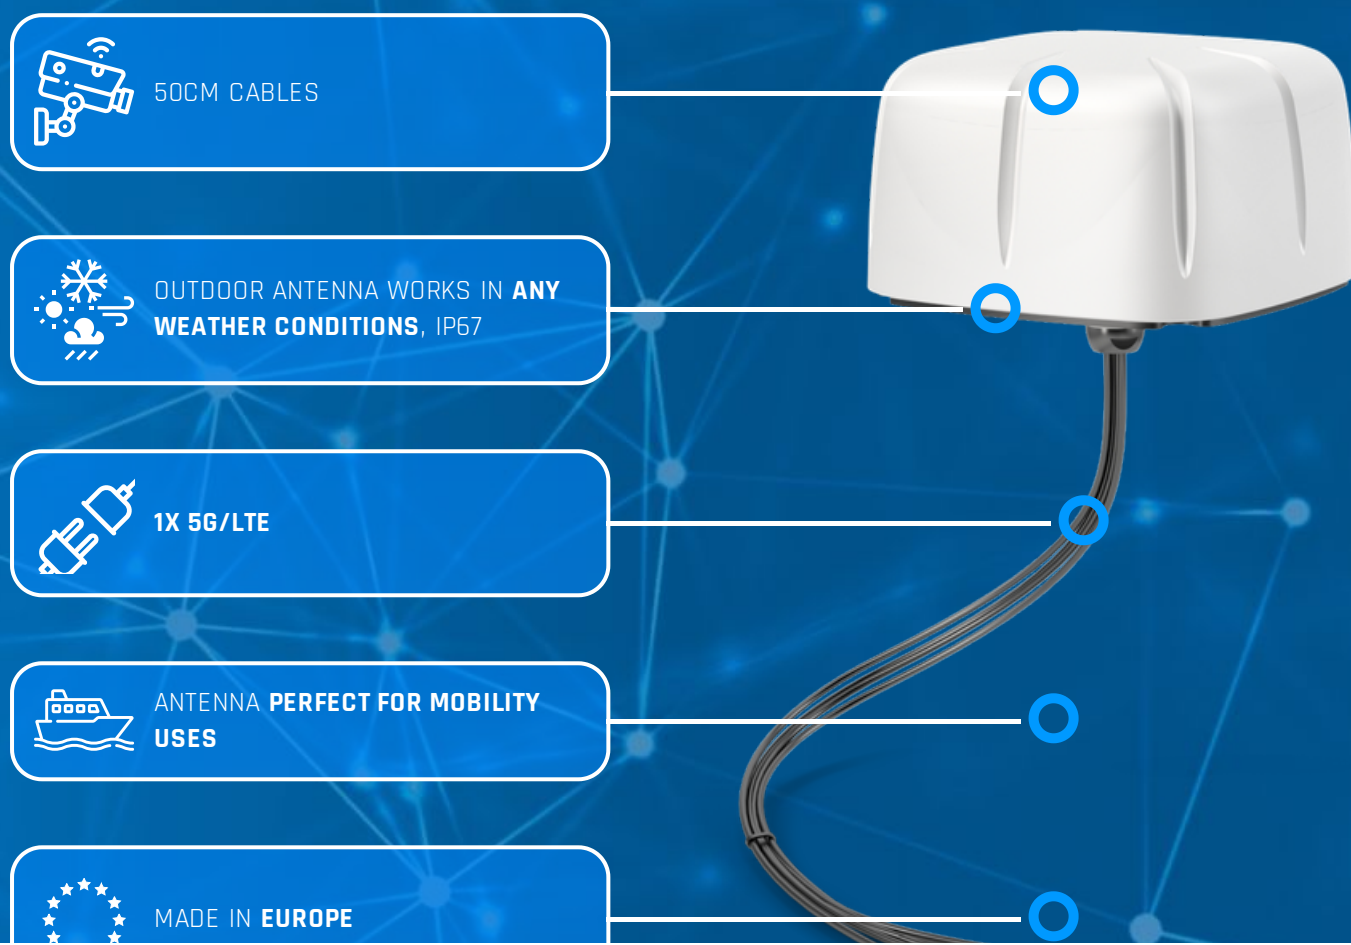 50CM CABLES
OUTDOOR ANTENNA WORKS IN ANY
WEATHER CONDITIONS, IP67
1X 5G/LTE
ANTENNA PERFECT FOR MOBILITY
USES
MADE IN EUROPE